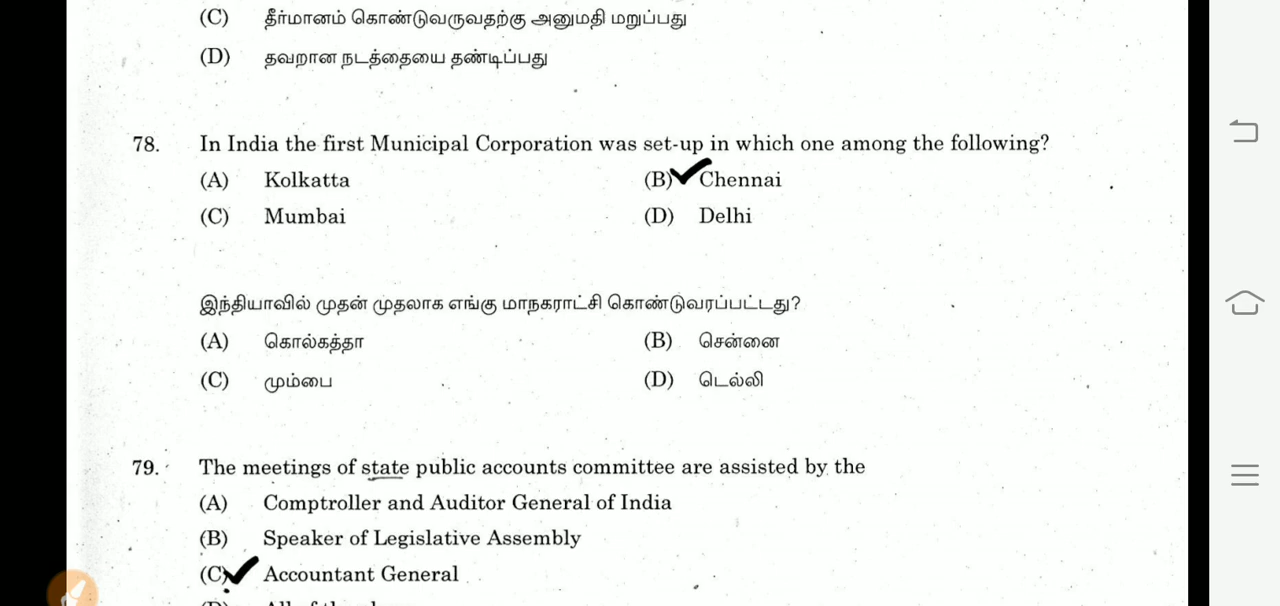 (C) தீர்மானம் கொண்டுவருவதற்கு அனுமதி மறுப்பது
(D) தவறான நடத்தையை தண்டிப்பது
78. In India the first Municipal Corporation was set-up in which one among the following?
(A) Kolkatta (B) Chennai
(C) Mumbai (D) Delhi
இந்தியாவில் முதன் முதலாக எங்கு மாநகராட்சி கொண்டுவரப்பட்டது?
(A) கொல்கத்தா (B) சென்னை
(C) மும்பை (D) டெல்லி
79. The meetings of state public accounts committee are assisted by the
(A) Comptroller and Auditor General of India
(B) Speaker of Legislative Assembly
(C) Accountant General